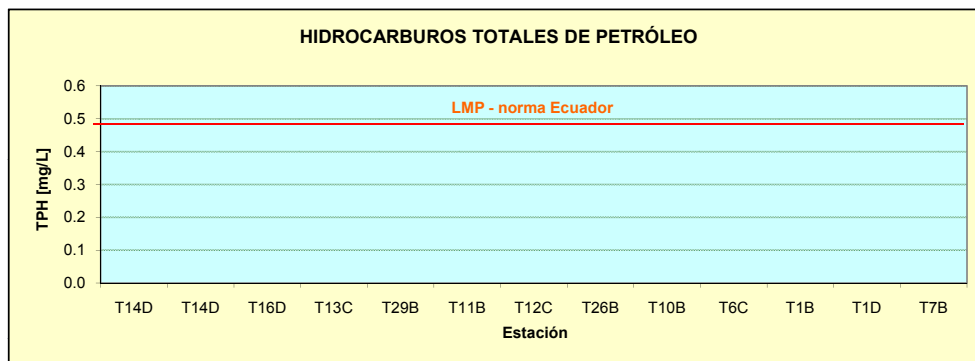 HIDROCARBUROS TOTALES DE PETRÓLEO
LMP - norma Ecuador
TPH [mg/L]
0.6
0.5
0.4
0.3
0.2
0.1
0.0
T14D T14D T16D T13C T29B T11B T12C T26B T10B T6C T1B T1D T7B
Estación